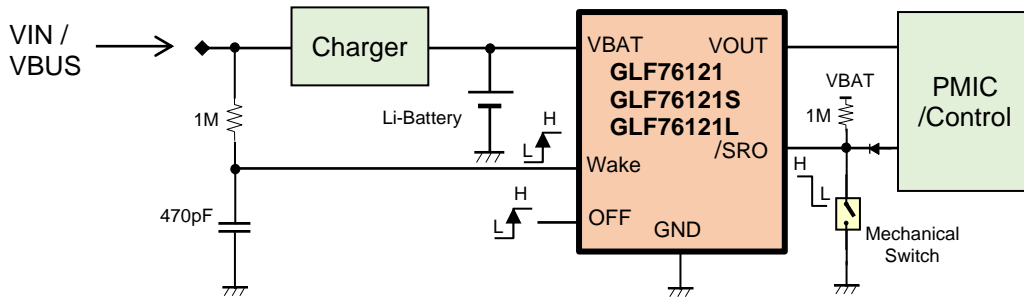 VIN /
VBUS
Charger
1M
470pF
Li-Battery
H
L
H
L
VBAT
VOUT
GLF76121
GLF76121S
GLF76121L
/SRO
Wake
OFF
GND
VBAT
1M
H
L
Mechanical
Switch
PMIC
/Control